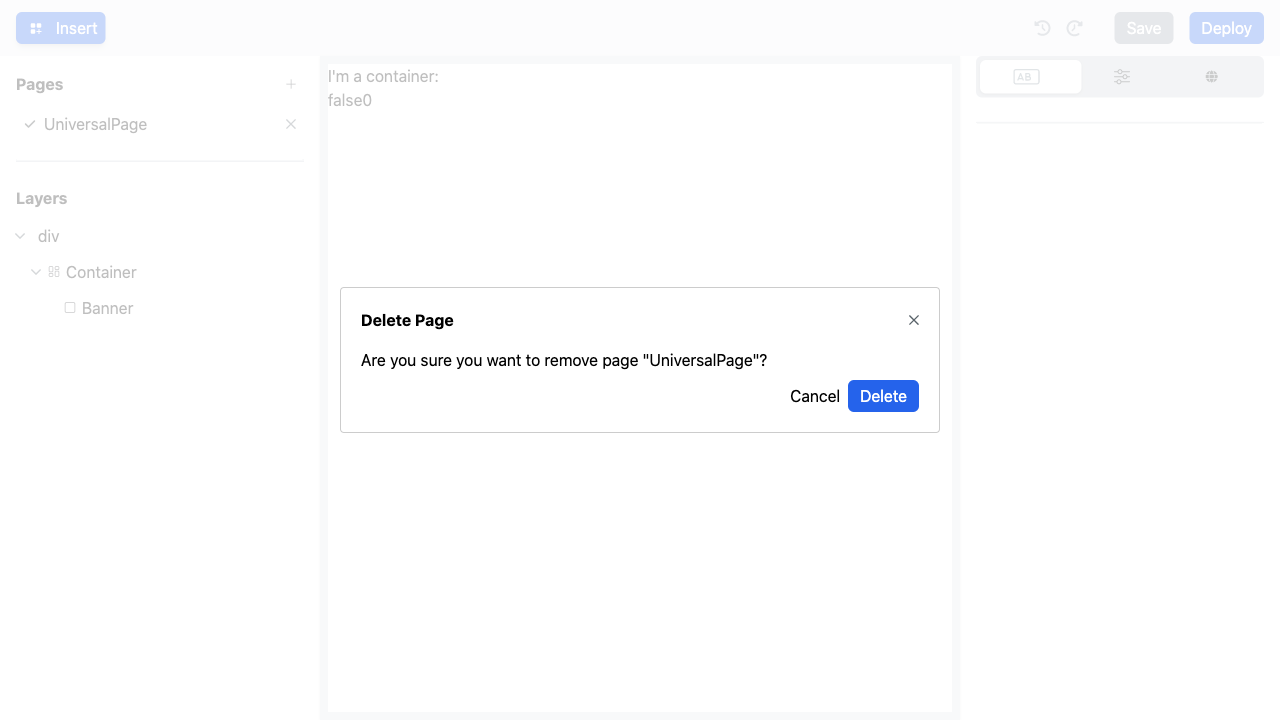 Insert
Save
Deploy
Pages
UniversalPage
Layers
div
Container
Banner
I'm a container:
false0
AB
Delete Page
Are you sure you want to remove page "UniversalPage"?
Cancel
Delete